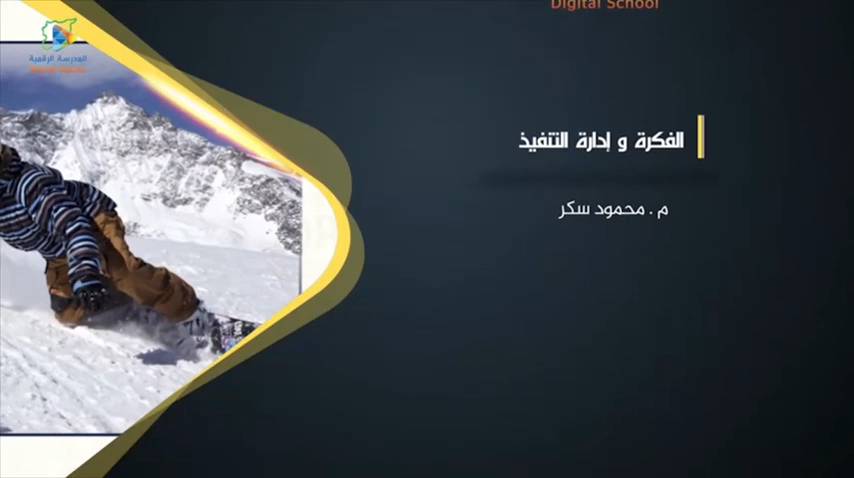 Digital School
المدرسة الرقمية
الفكرة و إدارة التنفيذ
م . محمود سكر